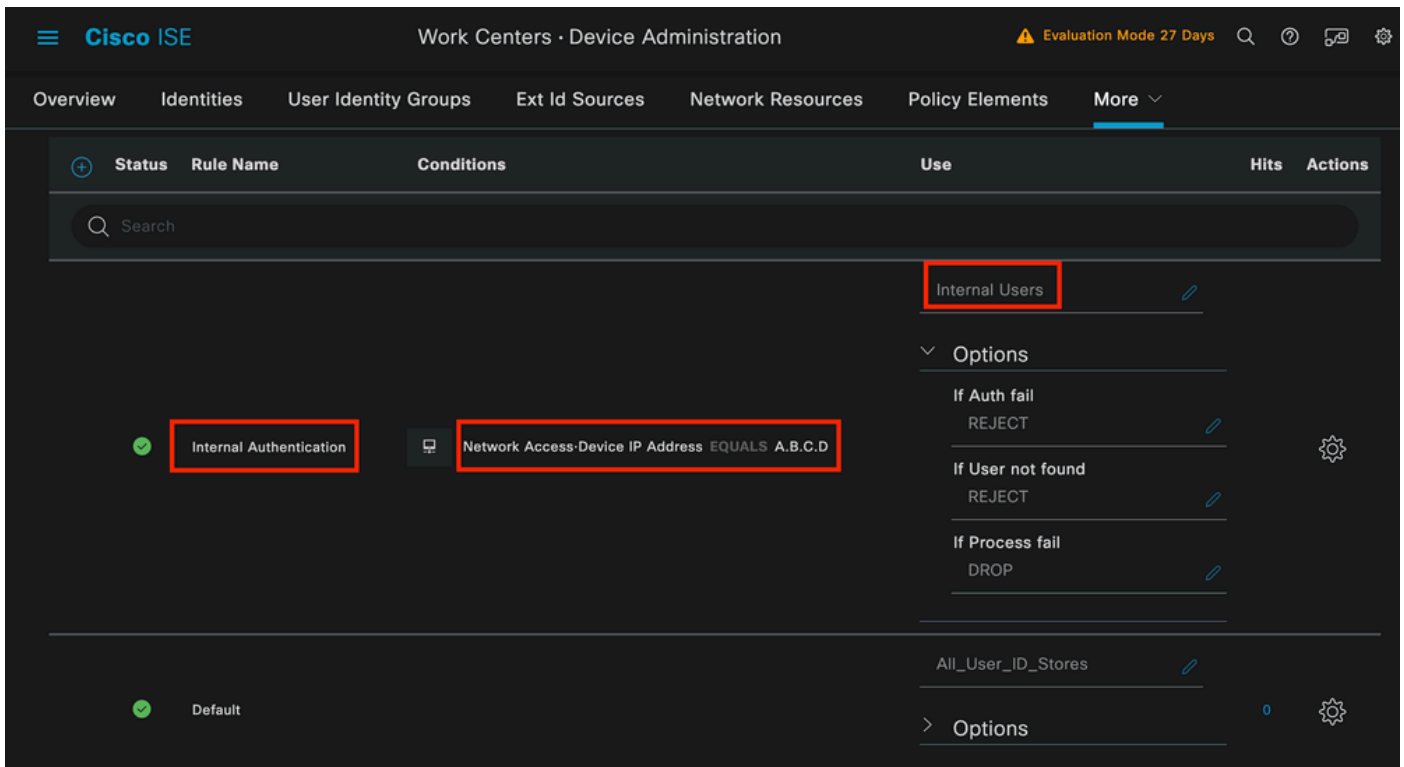 Cisco ISE
Work Centers · Device Administration
Evaluation Mode 27 Days
Overview Identities User Identity Groups Ext Id Sources Network Resources Policy Elements More
Status Rule Name Conditions Use Hits Actions
Search
Internal Users
Options
If Auth fail
REJECT
Internal Authentication Network Access·Device IP Address EQUALS A.B.C.D
If User not found
REJECT
If Process fail
DROP
All_User_ID_Stores
Default 0
Options